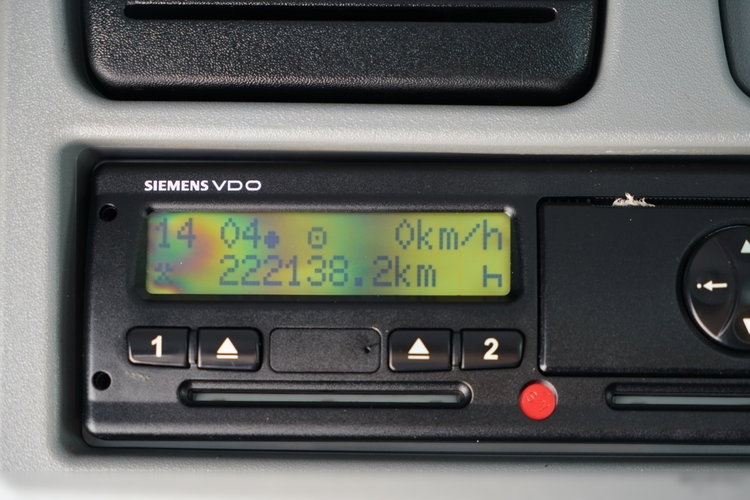 SIEMENS VDO
14 04 0km/h
222138.2km
1 2